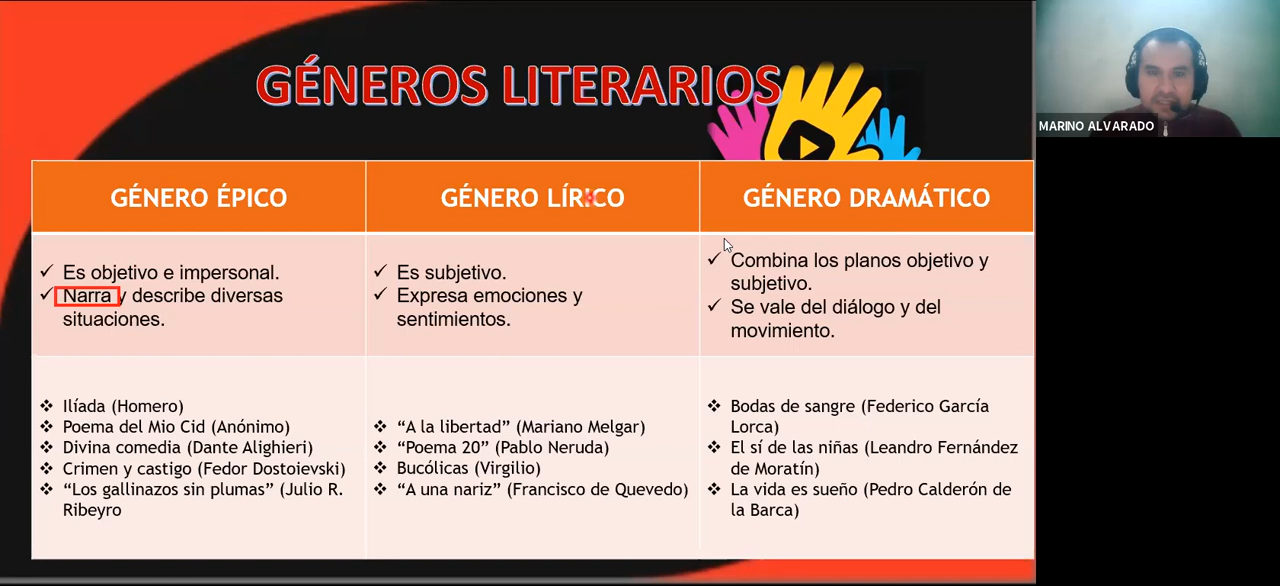 GÉNEROS LITERARIOS
MARINO ALVARADO
GÉNERO ÉPICO
GÉNERO LÍRICO
GÉNERO DRAMÁTICO
✓ Es objetivo e impersonal.
✓ Narra y describe diversas
situaciones.
✓ Es subjetivo.
✓ Expresa emociones y
sentimientos.
✓ Combina los planos objetivo y
subjetivo.
✓ Se vale del diálogo y del
movimiento.
❖ Ilíada (Homero)
❖ Poema del Mio Cid (Anónimo)
❖ Divina comedia (Dante Alighieri)
❖ Crimen y castigo (Fedor Dostoievski)
❖ “Los gallinazos sin plumas” (Julio R.
Ribeyro
❖ “A la libertad” (Mariano Melgar)
❖ “Poema 20” (Pablo Neruda)
❖ Bucólicas (Virgilio)
❖ “A una nariz” (Francisco de Quevedo)
❖ Bodas de sangre (Federico García
Lorca)
❖ El sí de las niñas (Leandro Fernández
de Moratín)
❖ La vida es sueño (Pedro Calderón de
la Barca)